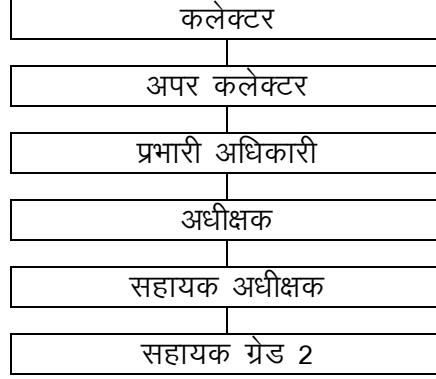 कलेक्टर
अपर कलेक्टर
प्रभारी अधिकारी
अधीक्षक
सहायक अधीक्षक
सहायक ग्रेड 2